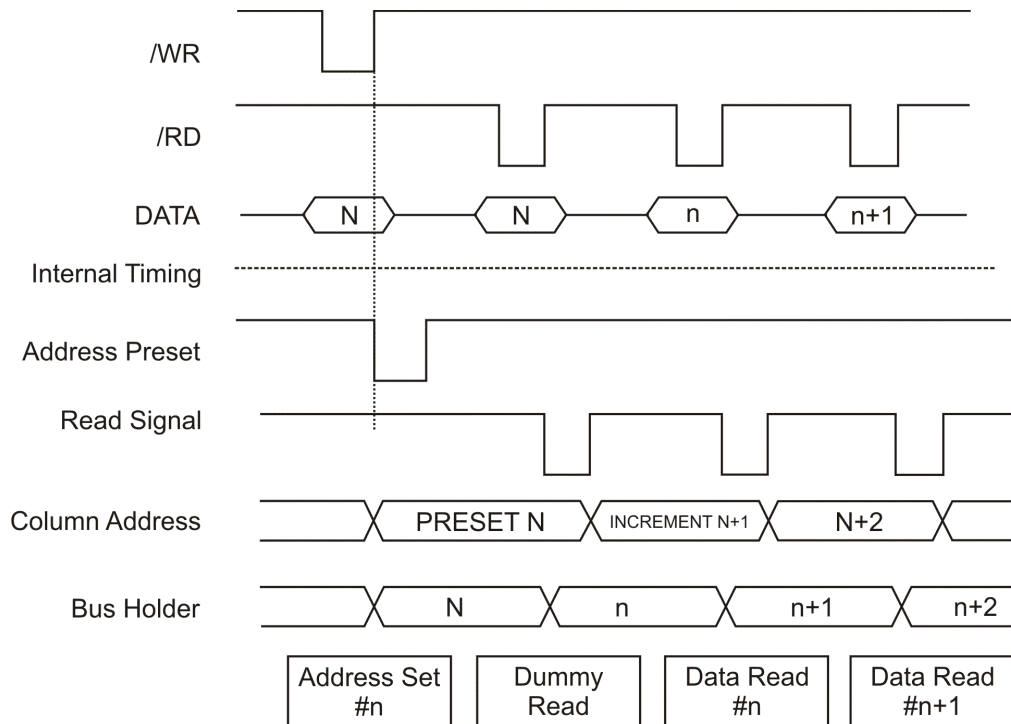 /WR
/RD
DATA N N n n+1
Internal Timing
Address Preset
Read Signal
Column Address PRESET N INCREMENT N+1 N+2
Bus Holder N n n+1 n+2
Address Set
#n
Dummy
Read
Data Read
#n
Data Read
#n+1